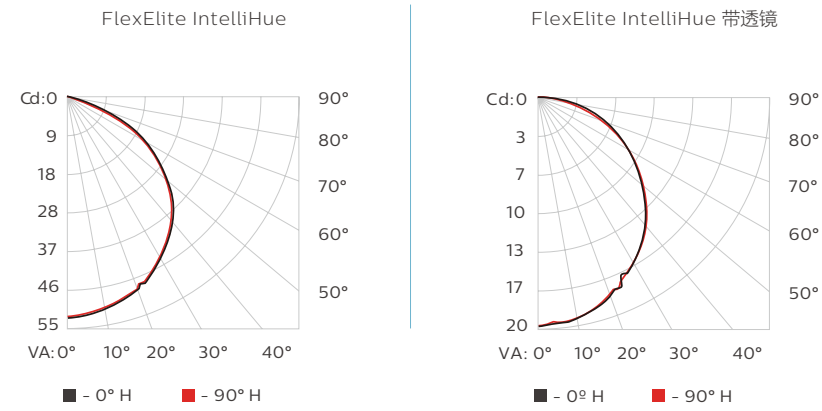 FlexElite IntelliHue
Cd:0
9
18
28
37
46
55
90°
80°
70°
60°
50°
VA: 0° 10° 20° 30° 40°
- 0° H - 90° H
FlexElite IntelliHue 带透镜
Cd:0
3
7
10
13
17
20
90°
80°
70°
60°
50°
VA: 0° 10° 20° 30° 40°
- 0º H - 90° H